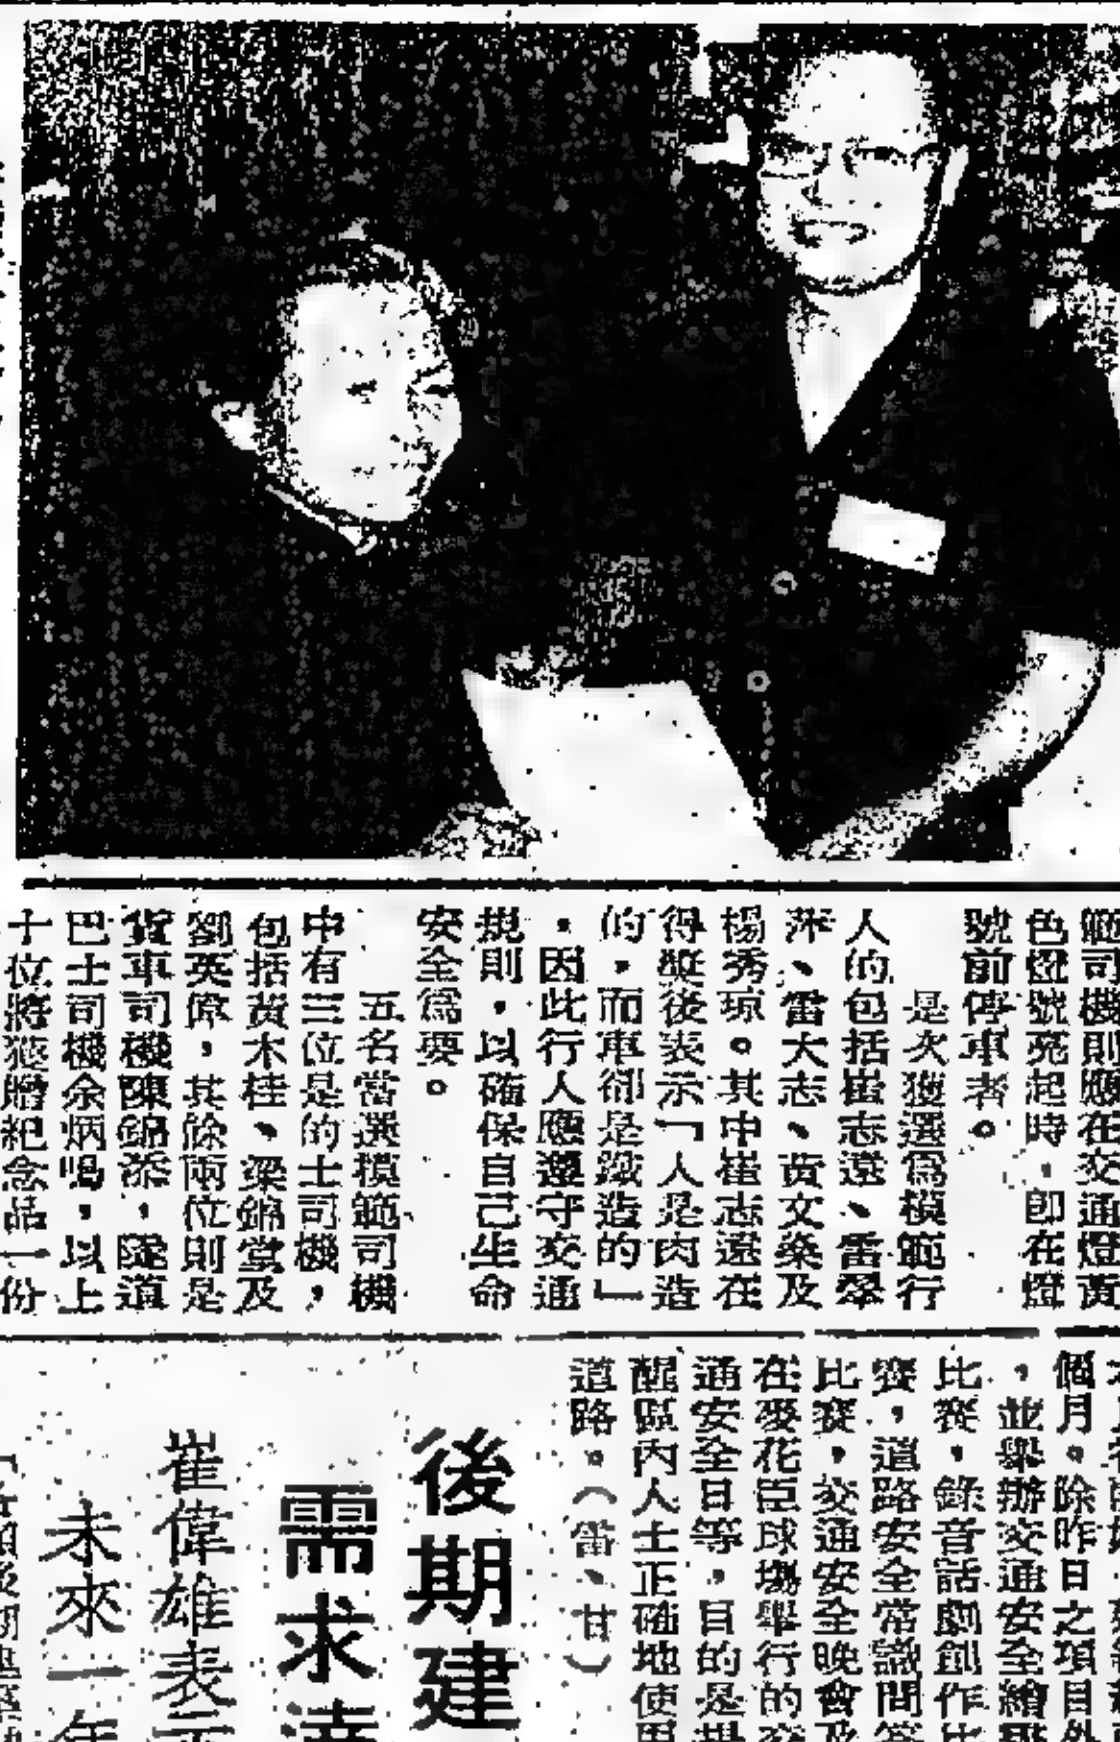 範司機則應在交通燈黃
色燈號亮起時，即在燈
號前停車者。
是次獲選爲模範行
人的包括崔志遠、雷翠
萍、雷大志、黃文燊及
楊秀琼。其中崔志遠在
得獎後表示「人是肉造
的，而車卻是鐵造的」
，因此行人應遵守交通
規則，以確保自己生命
安全爲要。
五名當選模範司機
中有三位是的士司機，
包括黃木桂、梁錦堂及
劉英偉，其餘兩位則是
貨車司機陳錦添，隧道
巴士司機余炳鳴，以上
十位將獲贈紀念品一份
個月。除昨日之項目外
，並舉辦交通安全繪
比賽，錄音話劇創作比
賽，道路安全常識問答
比賽，交通安全晚會及
在麥花臣球場舉行的交
通安全日等，目的是提
醒區內人士正確地使用
道路。（雷、甘）
後期建
需求
崔偉雄表示
未來一年